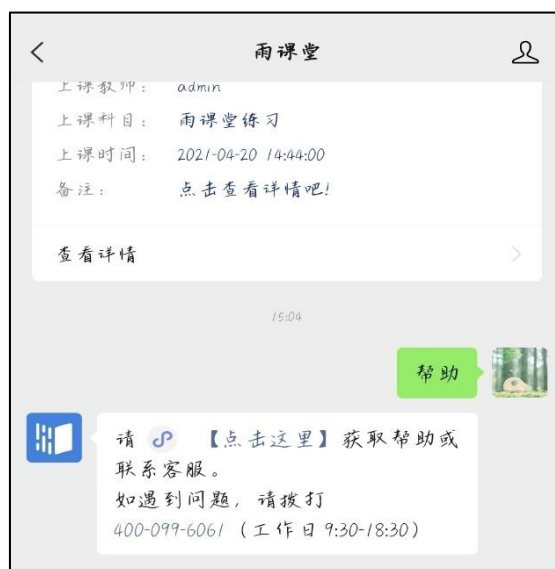 雨课堂
上课教师： admin
上课科目： 雨课堂练习
上课时间： 2021-04-20 14:44:00
备注： 点击查看详情吧!
查看详情
15:04
帮助
请 【点击这里】获取帮助或
联系客服。
如遇到问题，请拨打
400-099-6061（工作日 9:30-18:30）